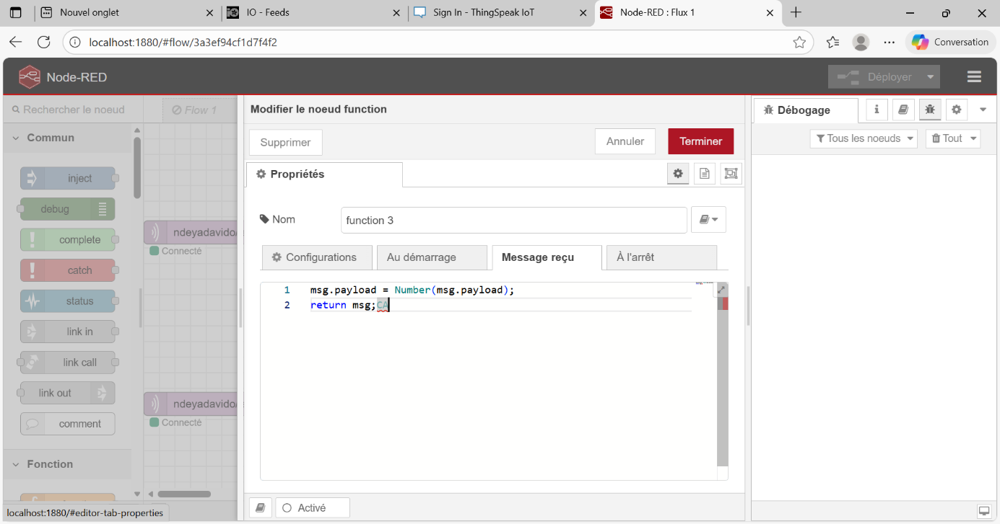 Nouvel onglet
IO - Feeds
Sign In - ThingSpeak IoT
Node-RED : Flux 1
localhost:1880/#flow/3a3ef94cf1d7f4f2
Conversation
Node-RED
Déployer
Rechercher le noeud
Flow 1
Modifier le noeud function
Débogage
Commun
Supprimer
Annuler
Terminer
Tous les noeuds
Tout
Propriétés
inject
debug
complete
catch
status
link in
link call
link out
comment
Fonction
ndeyadavido/
Connecté
ndeyadavido/
Connecté
Nom
function 3
Configurations
Au démarrage
Message reçu
À l'arrêt
1 msg.payload = Number(msg.payload);
2 return msg;CA
Activé
localhost:1880/#editor-tab-properties